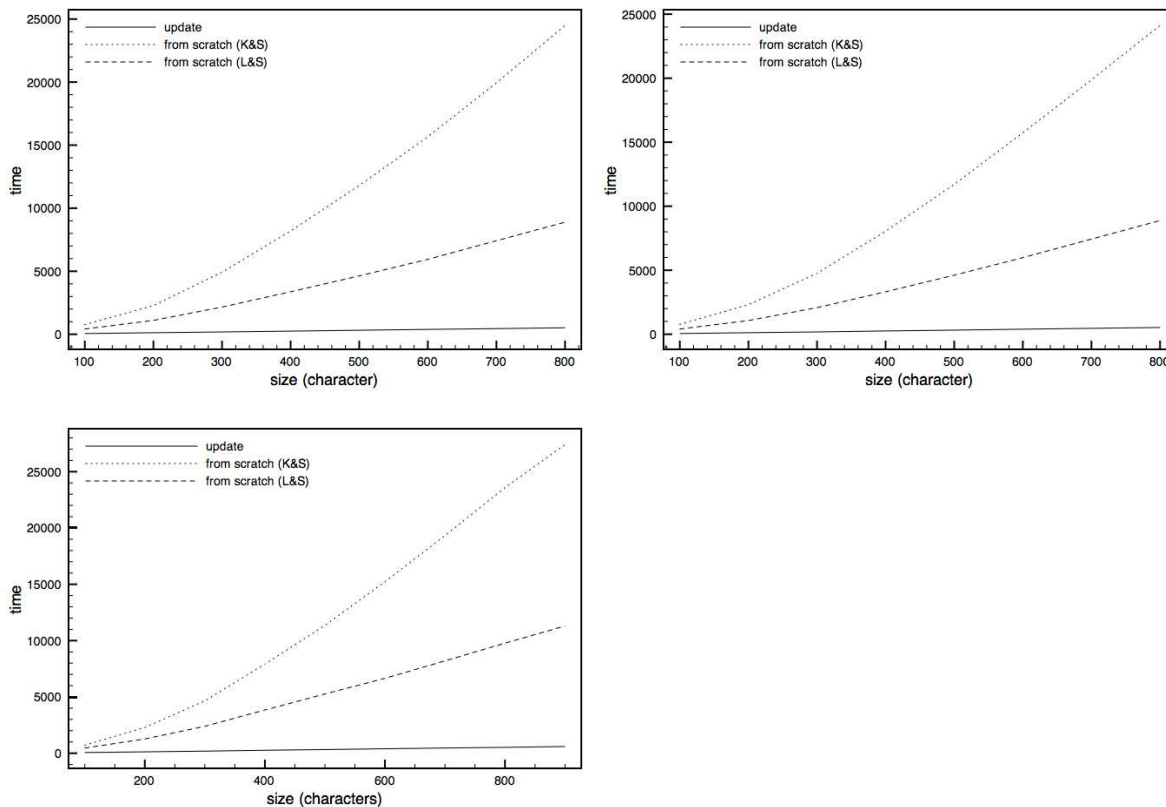 25000
20000
15000
10000
5000
0
time
update
from scratch (K&S)
from scratch (L&S)
100 200 300 400 500 600 700 800
size (character)
25000
20000
15000
10000
5000
0
time
update
from scratch (K&S)
from scratch (L&S)
100 200 300 400 500 600 700 800
size (character)
25000
20000
15000
10000
5000
0
time
update
from scratch (K&S)
from scratch (L&S)
200 400 600 800
size (characters)